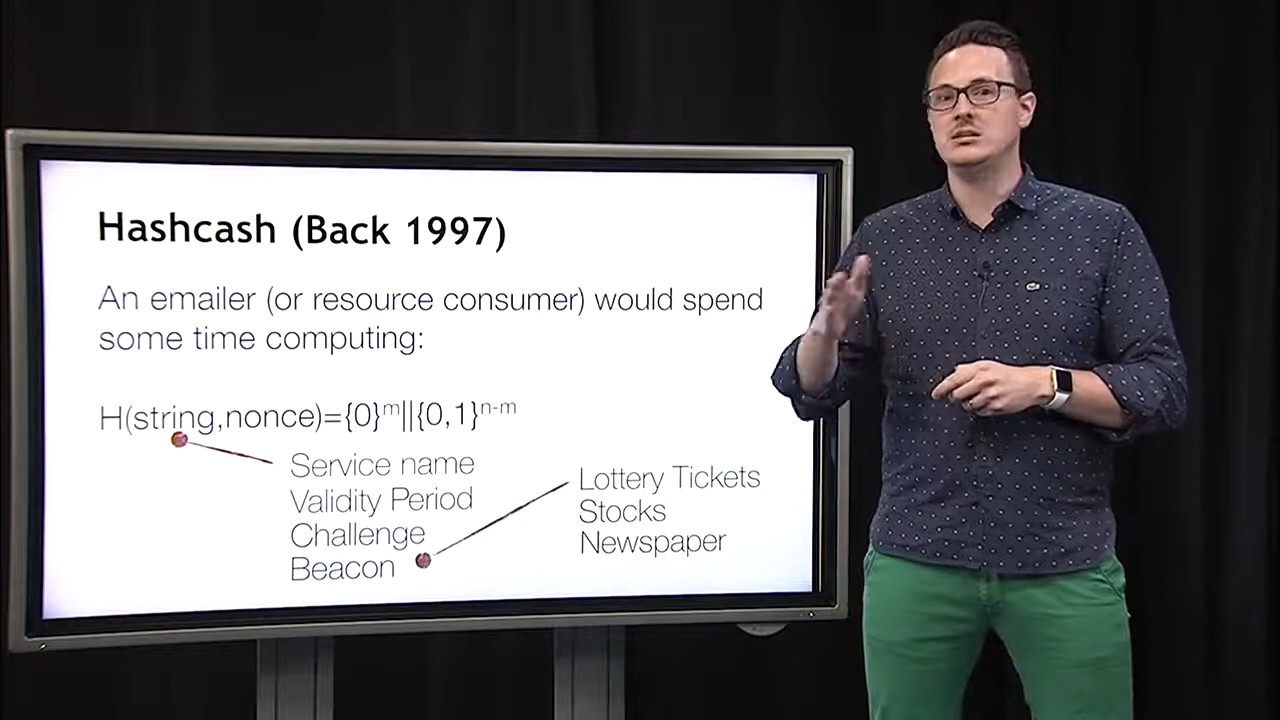 Hashcash (Back 1997)
An emailer (or resource consumer) would spend
some time computing:
H(string,nonce)={0}ᵐ||{0,1}ⁿ⁻ᵐ
Service name
Validity Period
Challenge
Beacon
Lottery Tickets
Stocks
Newspaper